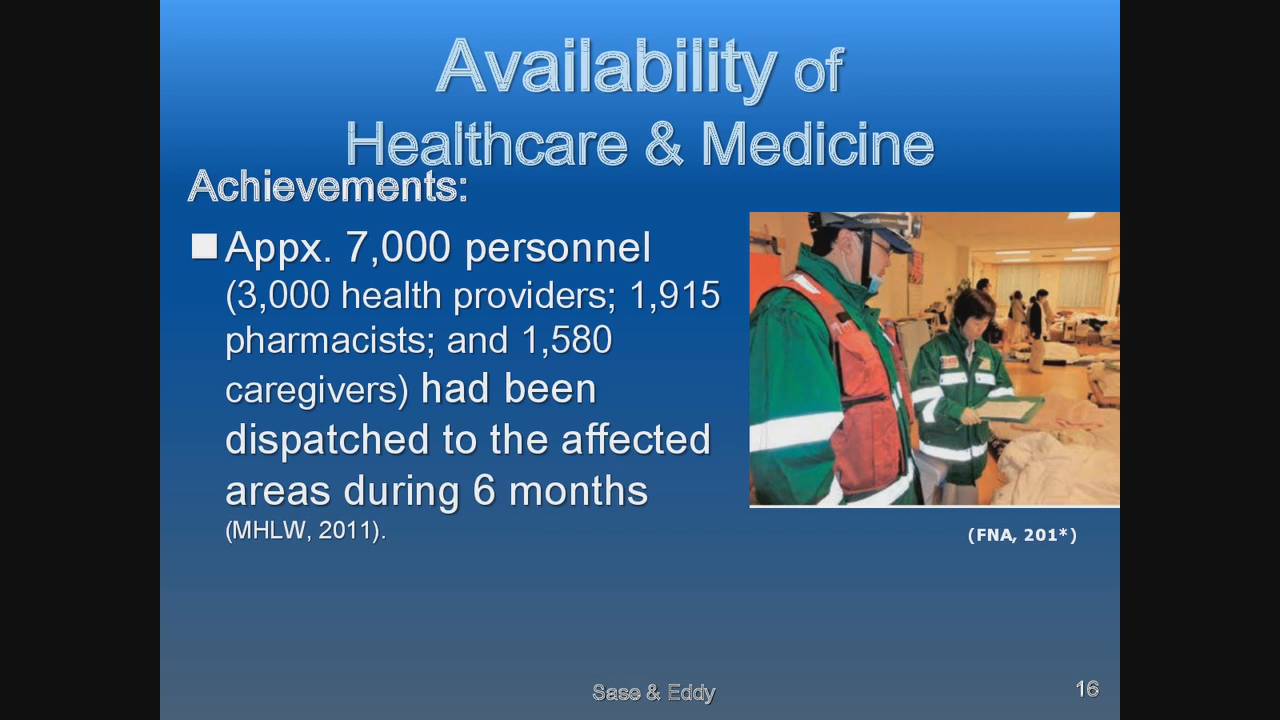 Availability of
Healthcare & Medicine
Achievements:
Appx. 7,000 personnel
(3,000 health providers; 1,915
pharmacists; and 1,580
caregivers) had been
dispatched to the affected
areas during 6 months
(MHLW, 2011).
(FNA, 201*)
Sase & Eddy
16